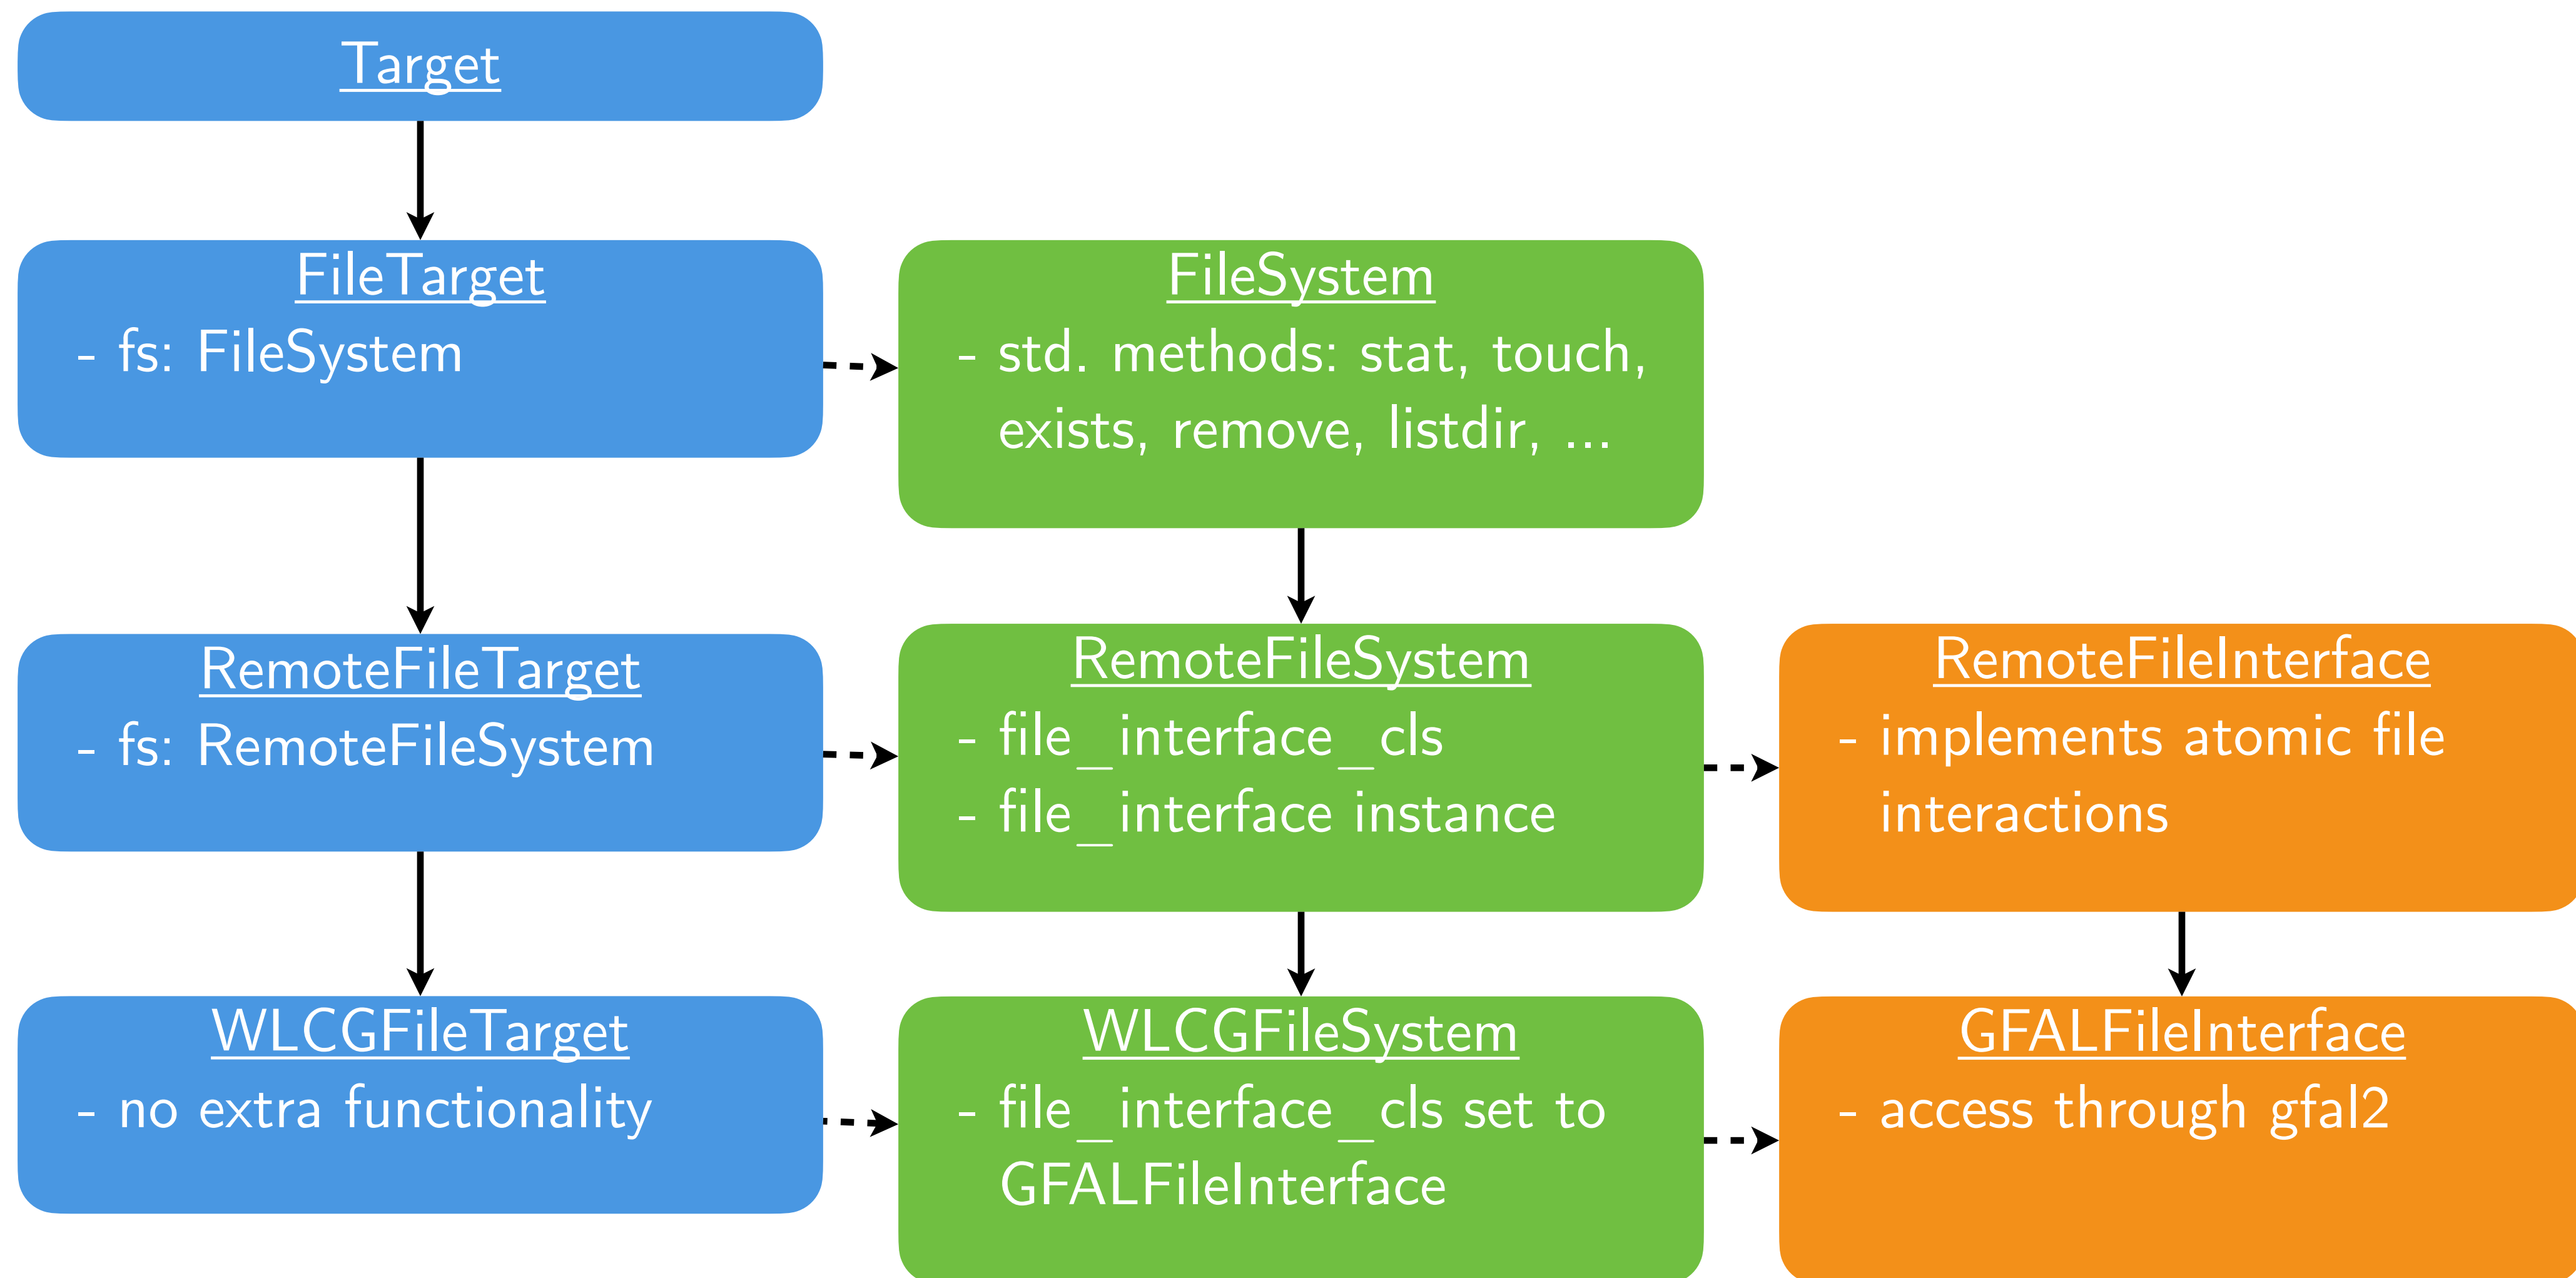 Target
FileTarget
- fs: FileSystem
FileSystem
- std. methods: stat, touch,
exists, remove, listdir, ...
RemoteFileTarget
- fs: RemoteFileSystem
RemoteFileSystem
- file_interface_cls
- file_interface instance
RemoteFileInterface
- implements atomic file
interactions
WLCGFileTarget
- no extra functionality
WLCGFileSystem
- file_interface_cls set to
GFALFileInterface
GFALFileInterface
- access through gfal2